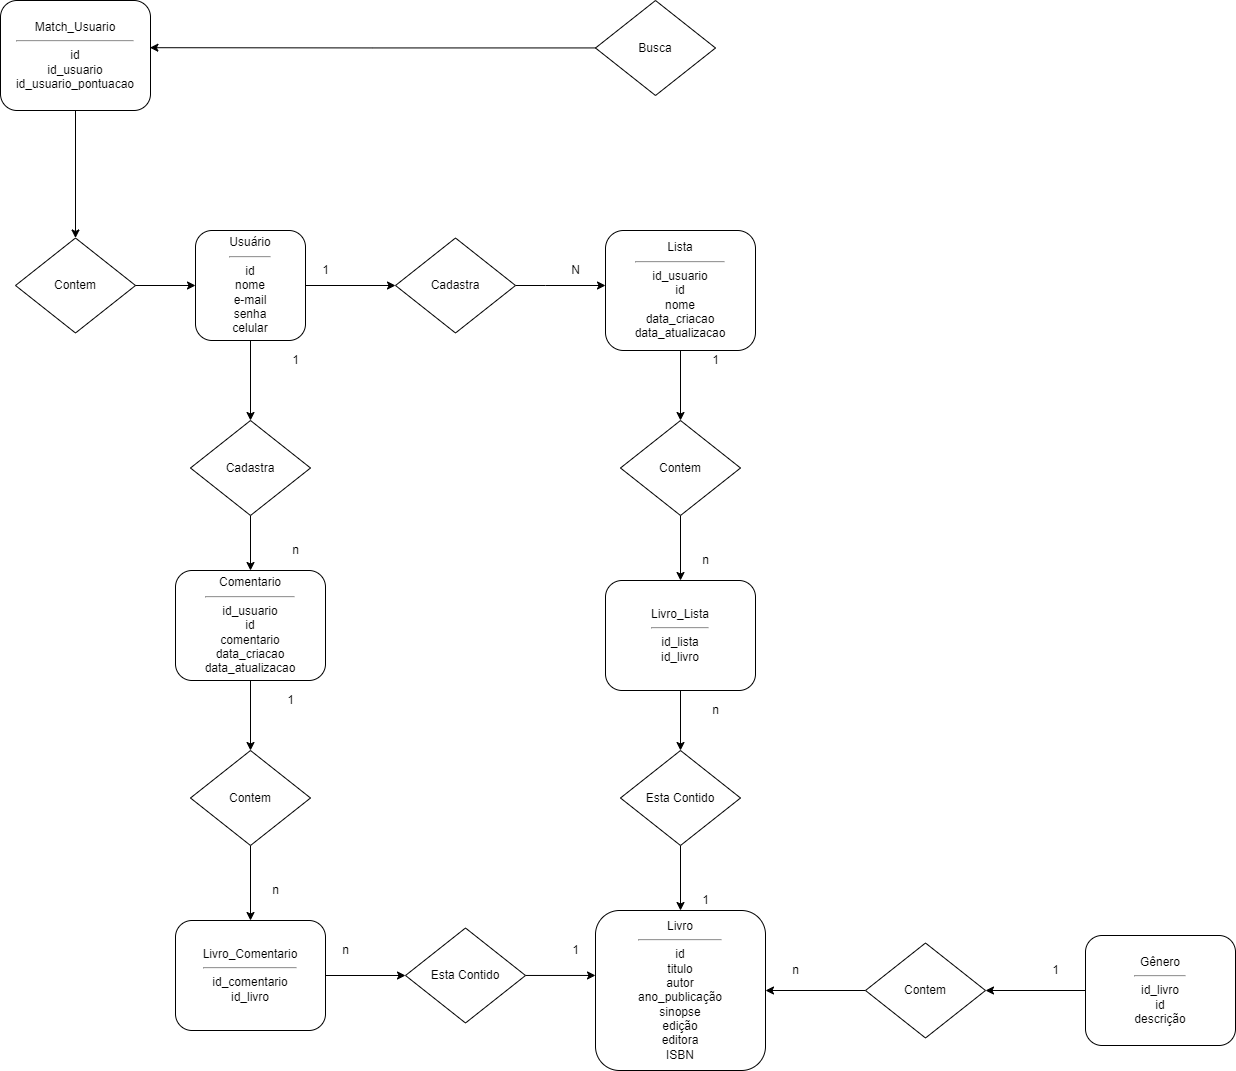 Match_Usuario
id
id_usuario
id_usuario_pontuacao
Busca
Contem
Usuário
id
nome
e-mail
senha
celular
1
Cadastra
N
Lista
id_usuario
id
nome
data_criacao
data_atualizacao
1
1
Cadastra
Contem
n
n
Comentario
id_usuario
id
comentario
data_criacao
data_atualizacao
Livro_Lista
id_lista
id_livro
1
n
Contem
Esta Contido
n
1
Livro_Comentario
id_comentario
id_livro
n
Esta Contido
1
Livro
id
titulo
autor
ano_publicação
sinopse
edição
editora
ISBN
n
Contem
1
Gênero
id_livro
id
descrição